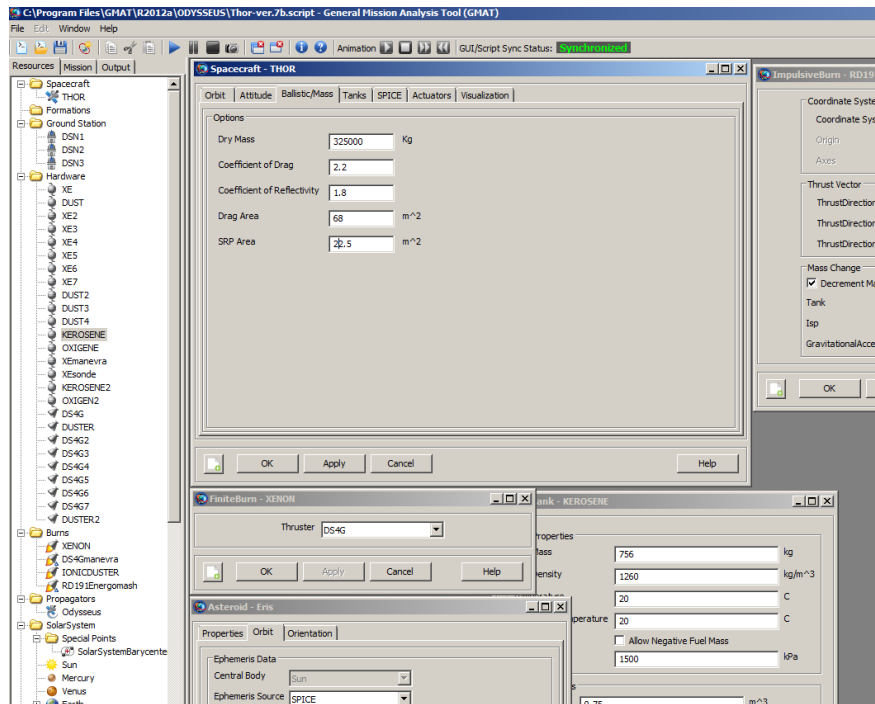 C:\Program Files\GMAT\R2012a\ODYSSEUS\Thor-ver.7b.script - General Mission Analysis Tool (GMAT)
File Edit Window Help
Animation GUI/Script Sync Status: Synchronized
Resources Mission Output
Spacecraft
THOR
Formations
Ground Station
DSN1
DSN2
DSN3
Hardware
XE
DUST
XE2
XE3
XE4
XE5
XE6
XE7
DUST2
DUST3
DUST4
KEROSENE
OXIGENE
XEmanevra
XEsonde
KEROSENE2
OXIGEN2
DS4G
DUSTER
DS4G2
DS4G3
DS4G4
DS4G5
DS4G6
DS4G7
DUSTER2
Burns
XENON
DS4Gmanevra
IONICDUSTER
RD191Energomash
Propagators
Odysseus
SolarSystem
Special Points
SolarSystemBarycente
Sun
Mercury
Venus
Earth
Spacecraft - THOR
Orbit Attitude Ballistic/Mass Tanks SPICE Actuators Visualization
Options
Dry Mass 325000 Kg
Coefficient of Drag 2.2
Coefficient of Reflectivity 1.8
Drag Area 68 m^2
SRP Area 22.5 m^2
OK Apply Cancel Help
ImpulsiveBurn - RD19
Coordinate Syste
Coordinate Sys
Origin
Axes
Thrust Vector
ThrustDirection
ThrustDirection
ThrustDirection
Mass Change
Decrement Ma
Tank
Isp
GravitationalAcce
OK
FiniteBurn - XENON
Thruster DS4G
OK Apply Cancel Help
Asteroid - Eris
Properties Orbit Orientation
Ephemeris Data
Central Body Sun
Ephemeris Source SPICE
ank - KEROSENE
Properties
Mass 756 kg
ensity 1260 kg/m^3
20 C
perature 20 C
Allow Negative Fuel Mass
1500 kPa
s
0.75 m^3